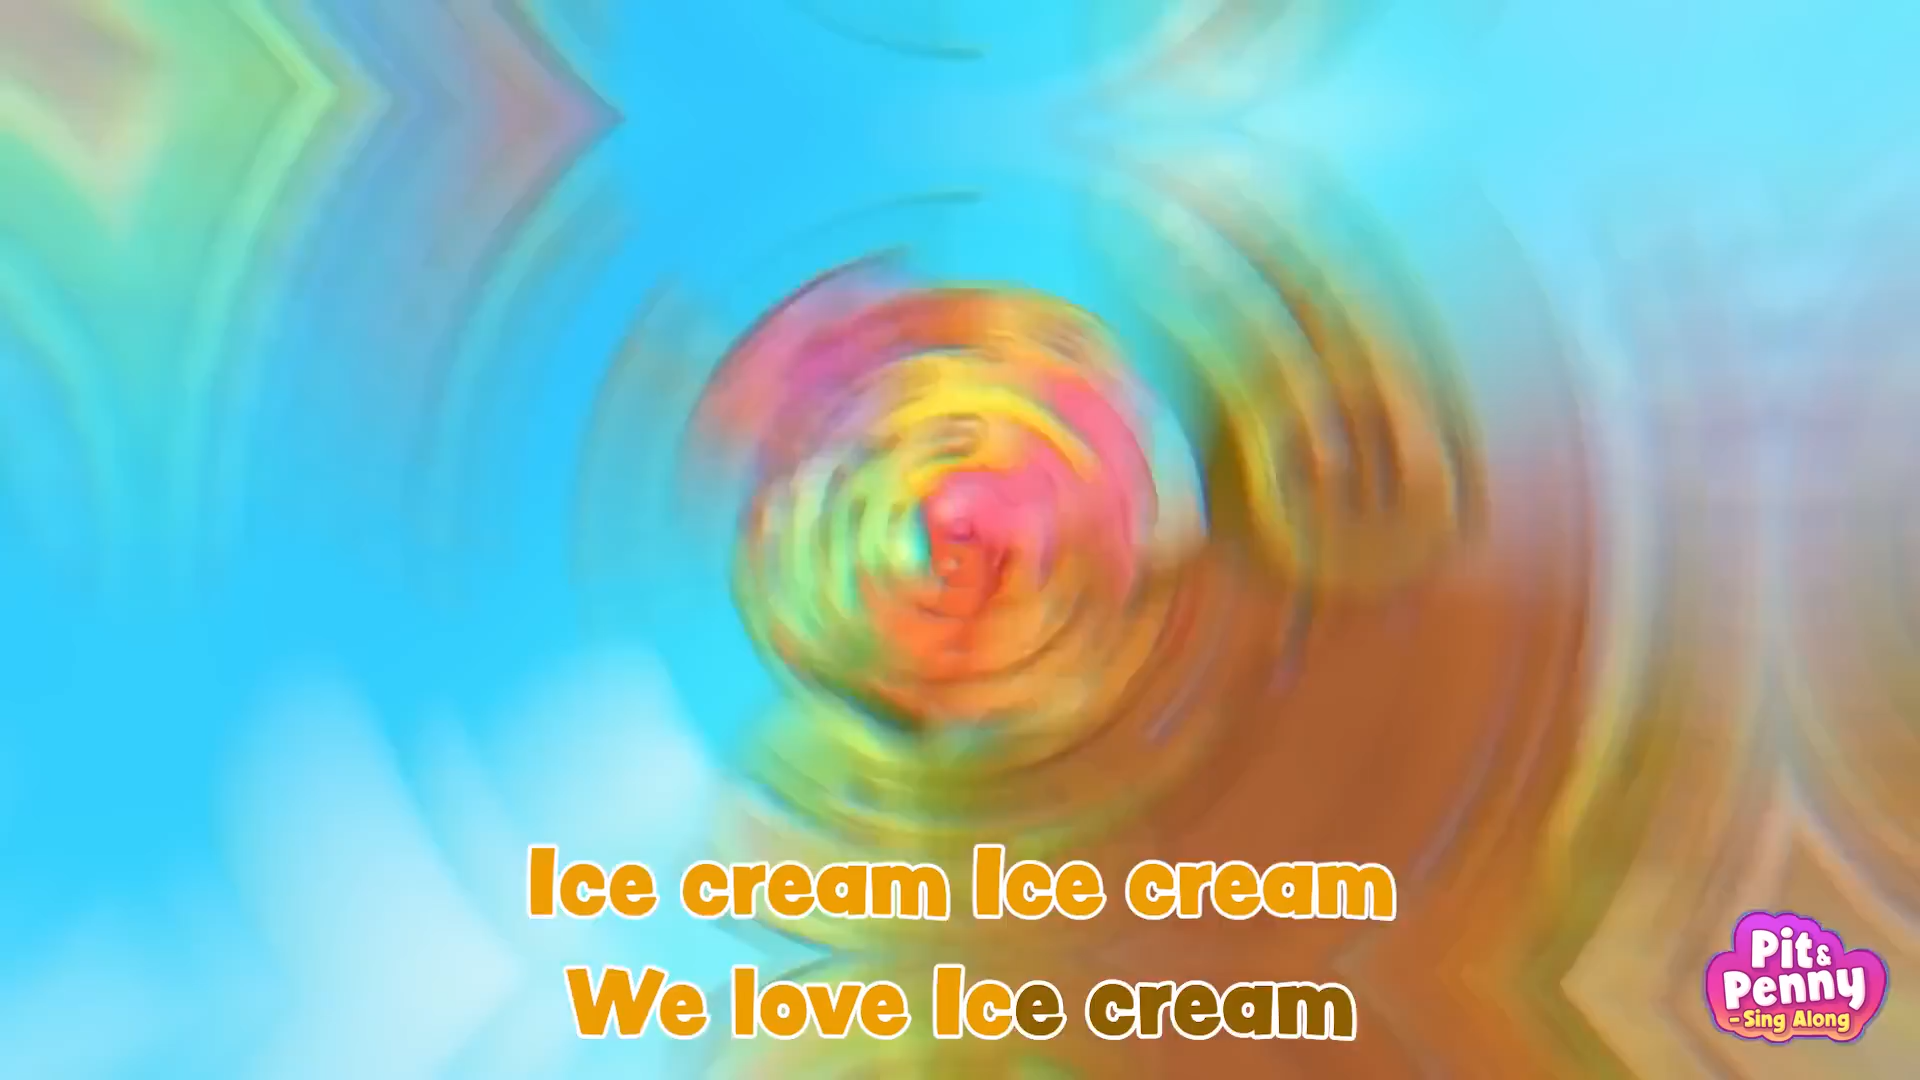 Ice cream Ice cream
We love Ice cream
Pit &
Penny
- Sing Along